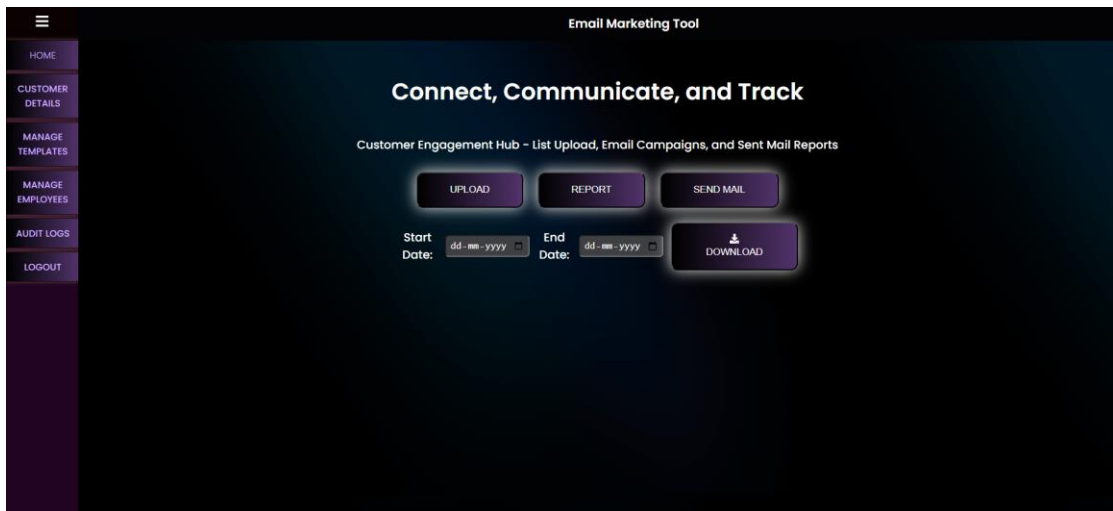 Email Marketing Tool
HOME
CUSTOMER
DETAILS
MANAGE
TEMPLATES
MANAGE
EMPLOYEES
AUDIT LOGS
LOGOUT
Connect, Communicate, and Track
Customer Engagement Hub - List Upload, Email Campaigns, and Sent Mail Reports
UPLOAD
REPORT
SEND MAIL
Start
Date:
dd-mm-yyyy
End
Date:
dd-mm-yyyy
DOWNLOAD